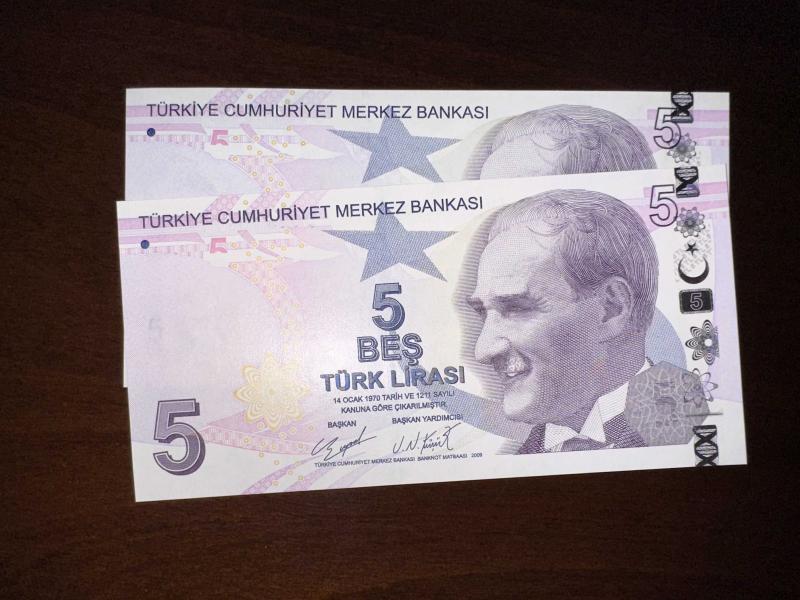 TÜRKİYE CUMHURİYET MERKEZ BANKASI
5
5
TÜRKİYE CUMHURİYET MERKEZ BANKASI
5
5
5
5
BEŞ
TÜRK LİRASI
14 OCAK 1970 TARİH VE 1211 SAYILI
KANUNA GÖRE ÇIKARILMIŞTIR.
BAŞKAN BAŞKAN YARDIMCISI
5
TÜRKİYE CUMHURİYET MERKEZ BANKASI BANKNOT MATBAASI 2009